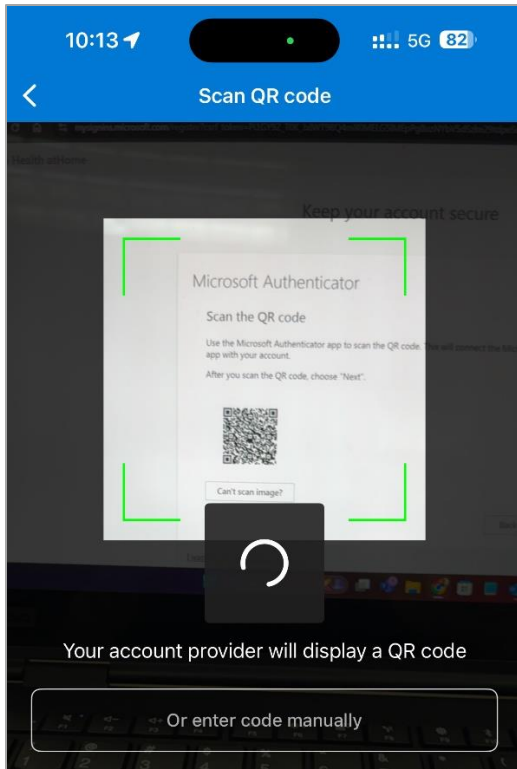 10:13
5G 82
Scan QR code
Keep your account secure
Microsoft Authenticator
Scan the QR code
Use the Microsoft Authenticator app to scan the QR code. This will connect the
app with your account.
After you scan the QR code, choose "Next".
Can't scan image?
Your account provider will display a QR code
Or enter code manually